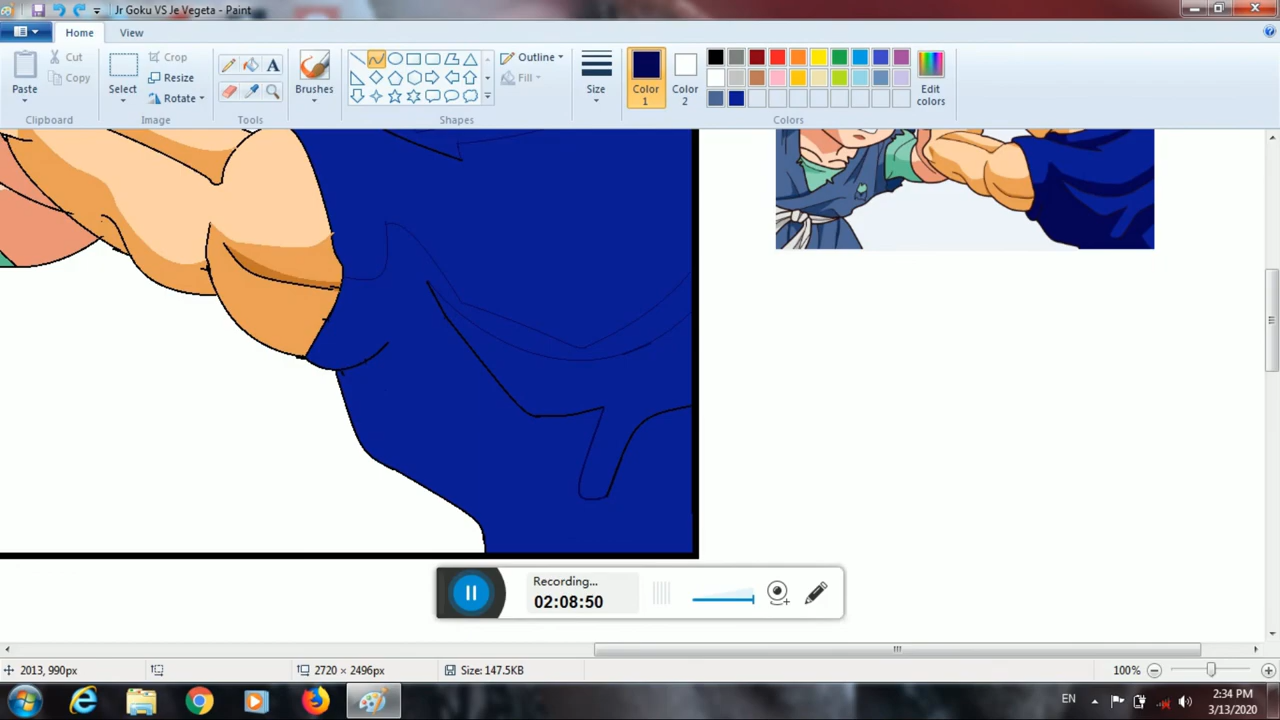 Jr Goku VS Je Vegeta - Paint
Home
View
Paste
Cut
Copy
Clipboard
Select
Crop
Resize
Rotate
Image
A
Tools
Brushes
Outline
Fill
Shapes
Size
Color
1
Color
2
Edit
colors
Colors
Recording...
02:08:50
2013, 990px
2720 × 2496px
Size: 147.5KB
100%
EN
2:34 PM
3/13/2020